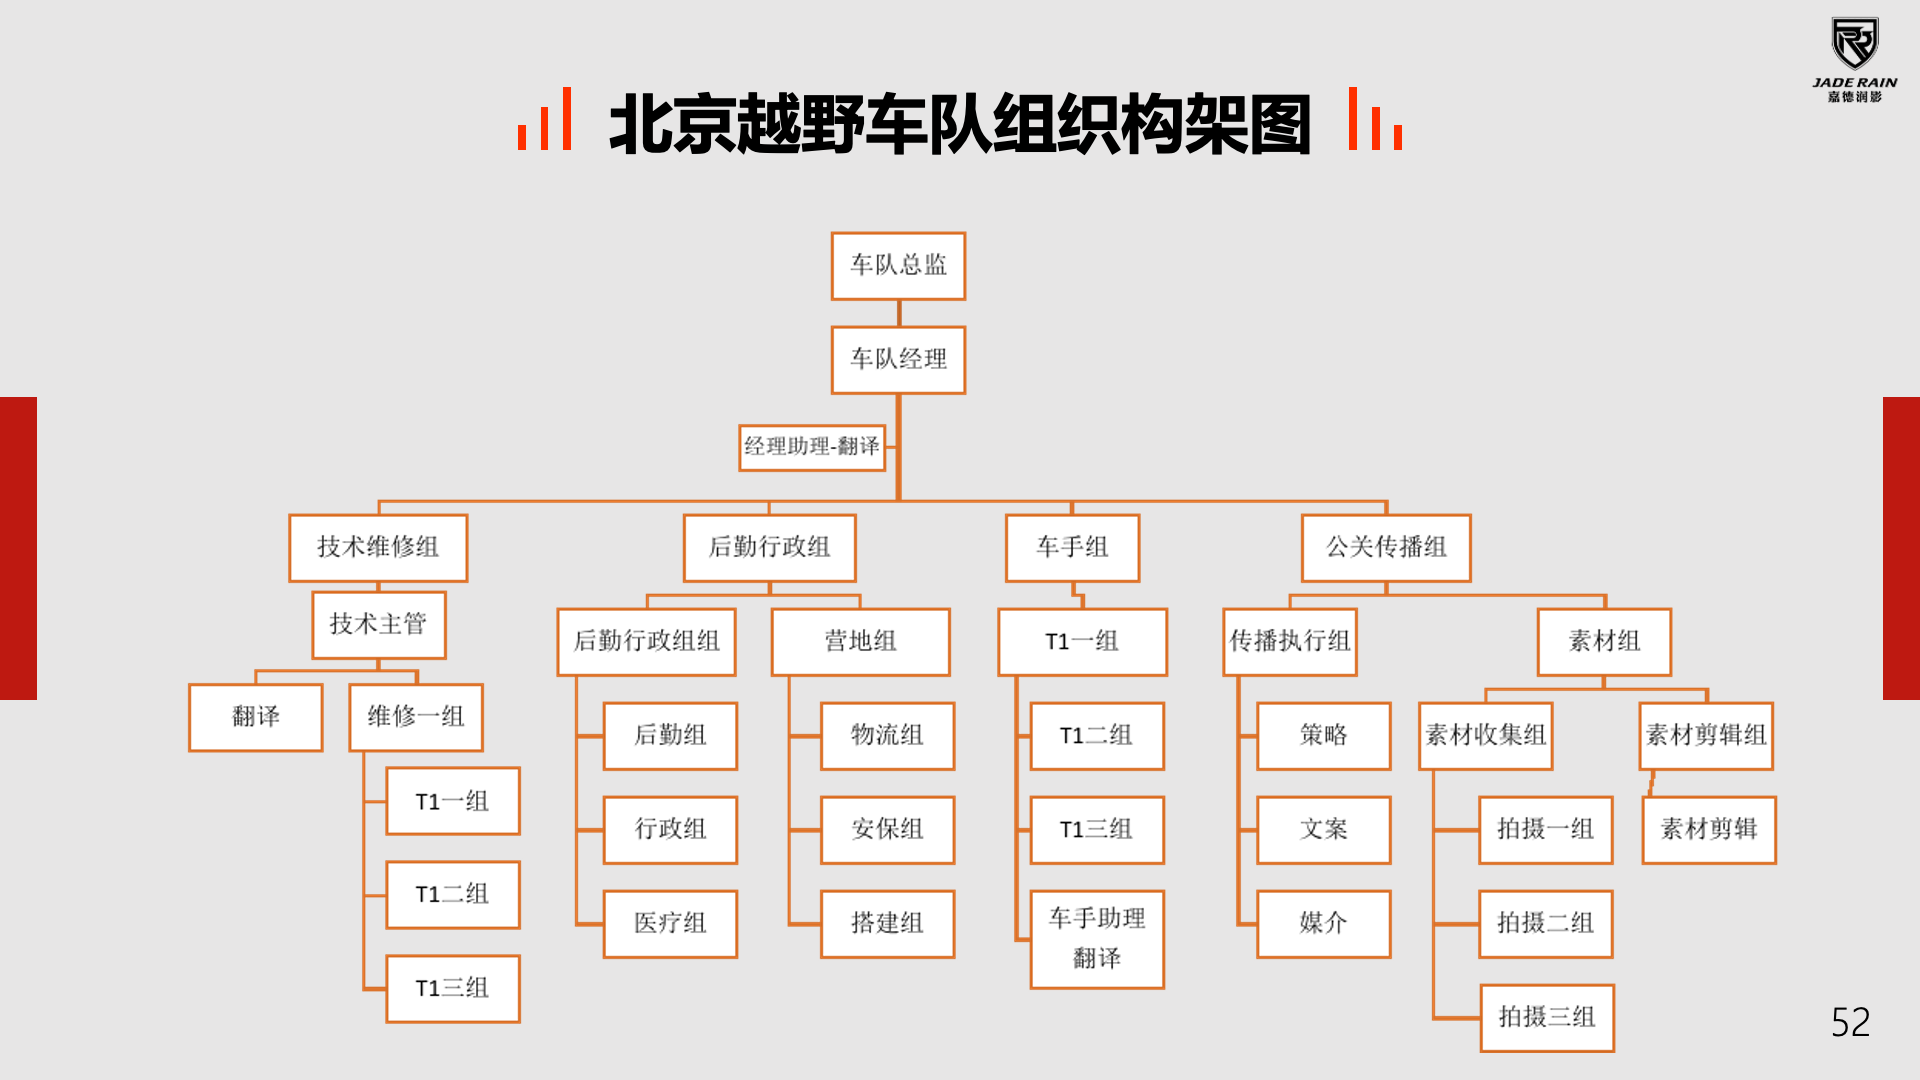 JADE RAIN
嘉德润影
北京越野车队组织构架图
车队总监
车队经理
经理助理-翻译
技术维修组
后勤行政组
车手组
公关传播组
技术主管
后勤行政组组
营地组
T1一组
传播执行组
素材组
翻译
维修一组
后勤组
物流组
T1二组
策略
素材收集组
素材剪辑组
T1一组
行政组
安保组
T1三组
文案
拍摄一组
素材剪辑
T1二组
医疗组
搭建组
车手助理
翻译
媒介
拍摄二组
T1三组
拍摄三组
52